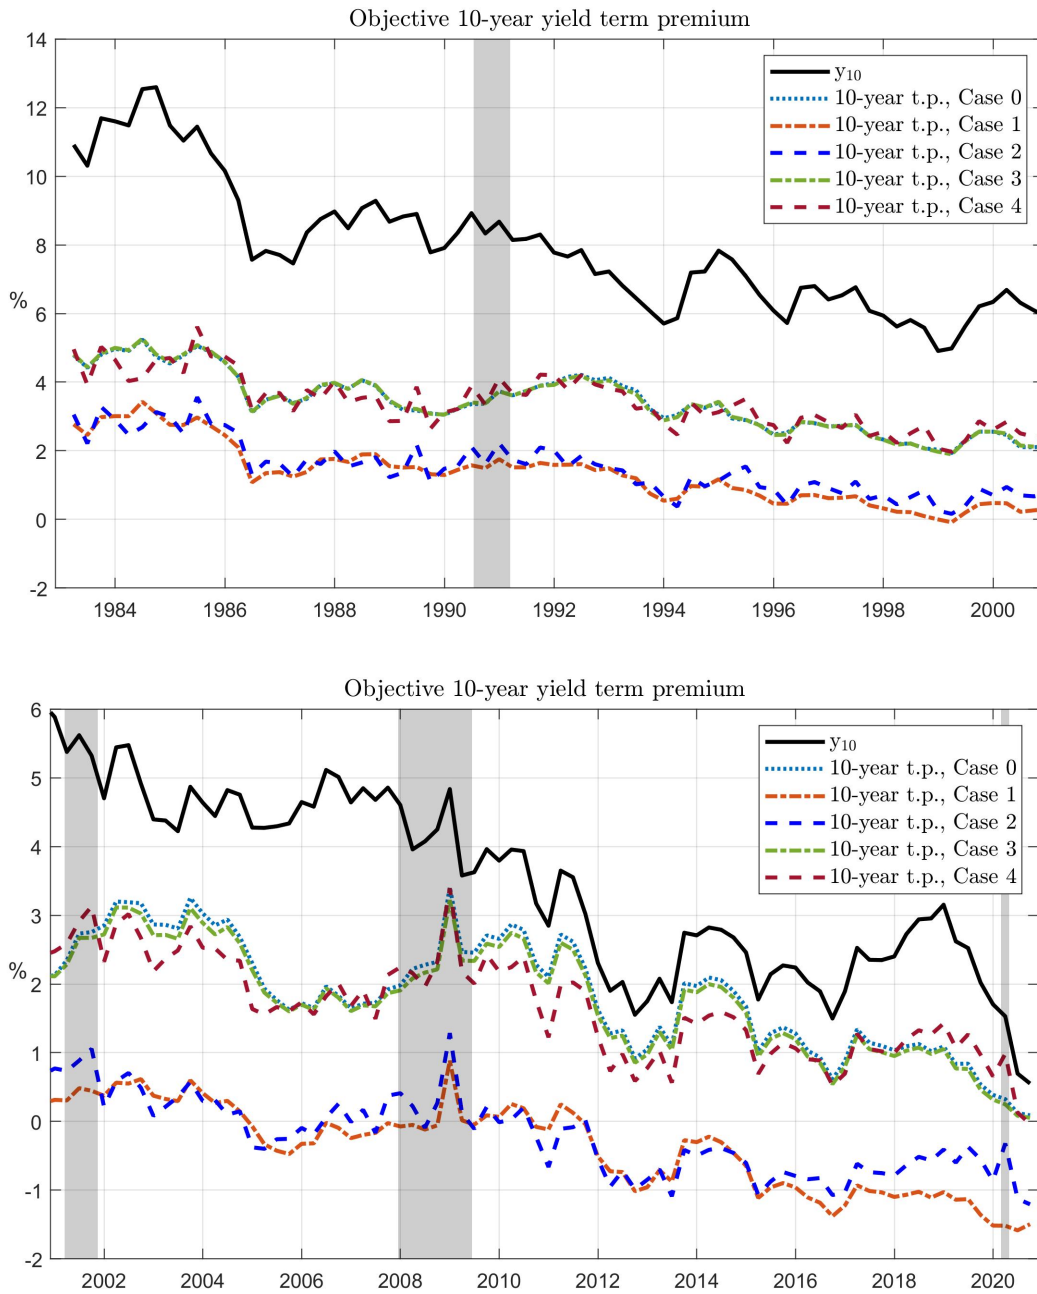 Objective 10-year yield term premium
14
12
10
8
6
4
2
0
-2
%
y10
10-year t.p., Case 0
10-year t.p., Case 1
10-year t.p., Case 2
10-year t.p., Case 3
10-year t.p., Case 4
1984 1986 1988 1990 1992 1994 1996 1998 2000
Objective 10-year yield term premium
6
5
4
3
2
1
0
-1
-2
%
y10
10-year t.p., Case 0
10-year t.p., Case 1
10-year t.p., Case 2
10-year t.p., Case 3
10-year t.p., Case 4
2002 2004 2006 2008 2010 2012 2014 2016 2018 2020